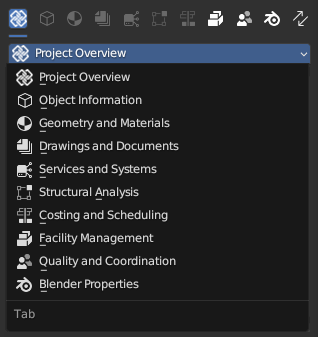 Project Overview
Project Overview
Object Information
Geometry and Materials
Drawings and Documents
Services and Systems
Structural Analysis
Costing and Scheduling
Facility Management
Quality and Coordination
Blender Properties
Tab